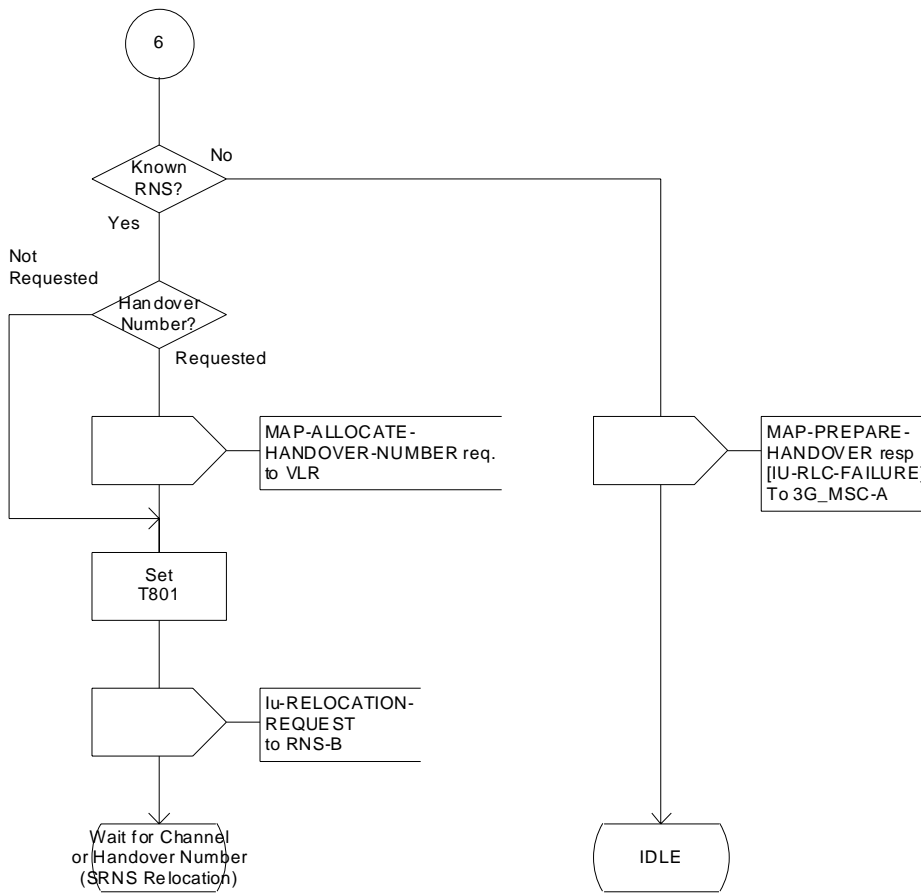 6
Known
RNS?
No
Yes
Not
Requested
Handover
Number?
Requested
MAP-ALLOCATE-
HANDOVER-NUMBER req.
to VLR
MAP-PREPARE-
HANDOVER resp
[IU-RLC-FAILURE]
To 3G_MSC-A
Set
T801
Iu-RELOCATION-
REQUEST
to RNS-B
Wait for Channel
or Handover Number
(SRNS Relocation)
IDLE